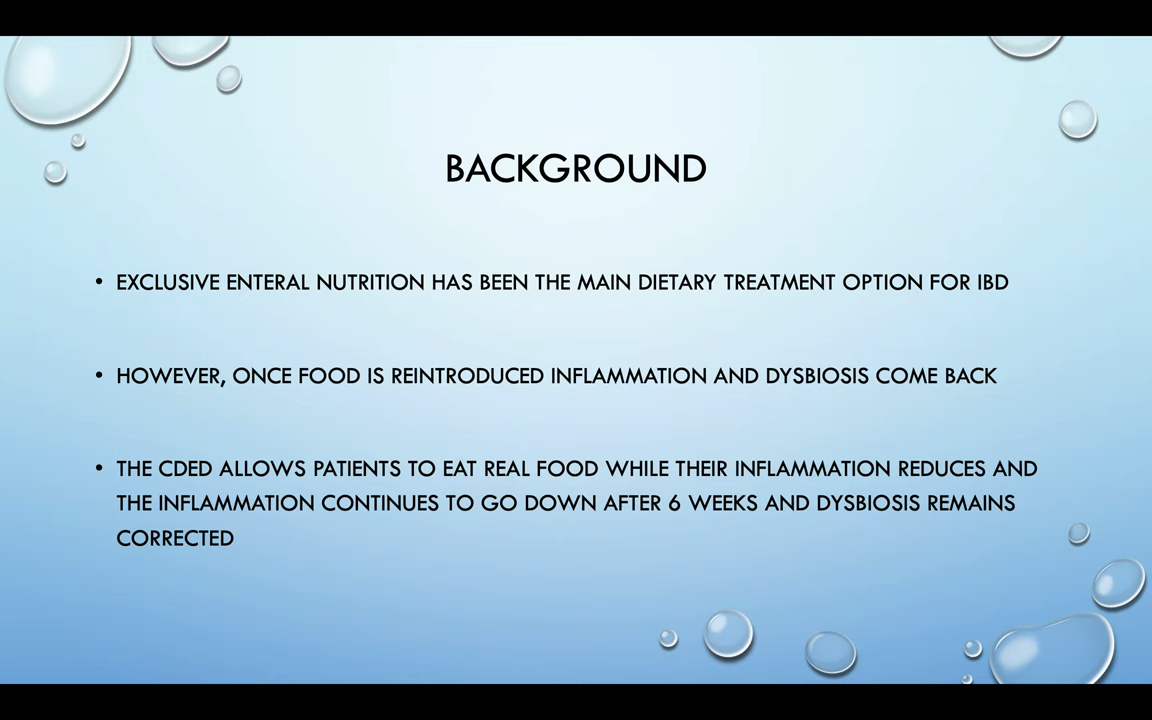 BACKGROUND
• EXCLUSIVE ENTERAL NUTRITION HAS BEEN THE MAIN DIETARY TREATMENT OPTION FOR IBD
• HOWEVER, ONCE FOOD IS REINTRODUCED INFLAMMATION AND DYSBIOSIS COME BACK
• THE CDED ALLOWS PATIENTS TO EAT REAL FOOD WHILE THEIR INFLAMMATION REDUCES AND
THE INFLAMMATION CONTINUES TO GO DOWN AFTER 6 WEEKS AND DYSBIOSIS REMAINS
CORRECTED